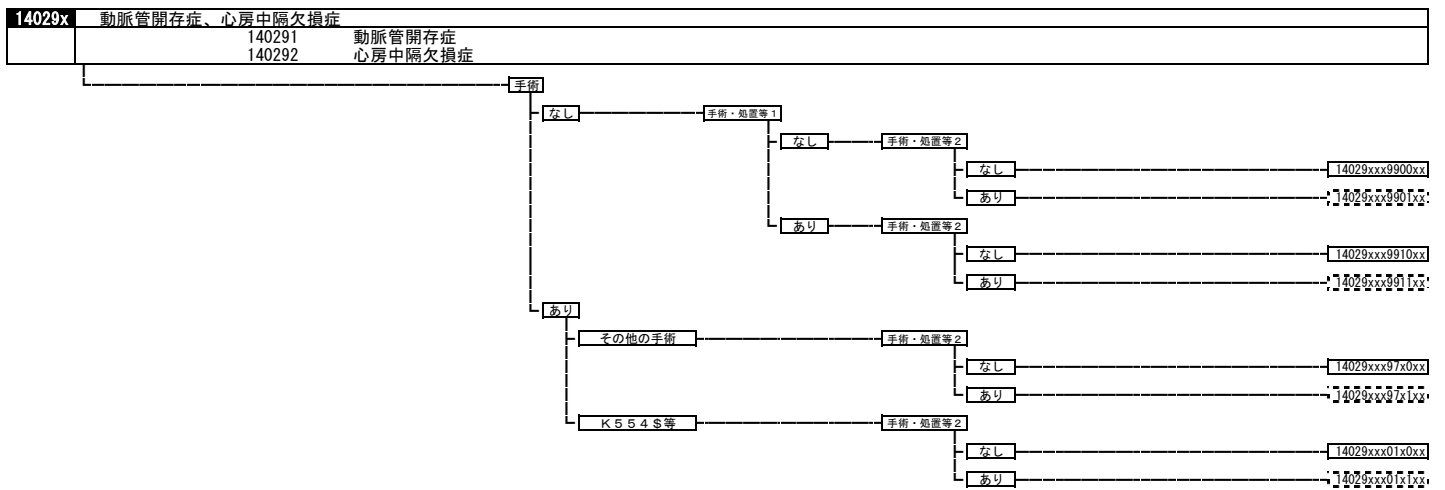 14029x 動脈管開存症、心房中隔欠損症
140291 動脈管開存症
140292 心房中隔欠損症
手術
なし 手術・処置等1
なし 手術・処置等2
なし 14029xxx9900xx
あり 14029xxx9901xx
あり 手術・処置等2
なし 14029xxx9910xx
あり 14029xxx9911xx
あり
その他の手術 手術・処置等2
なし 14029xxx97x0xx
あり 14029xxx97x1xx
K554$等 手術・処置等2
なし 14029xxx01x0xx
あり 14029xxx01x1xx